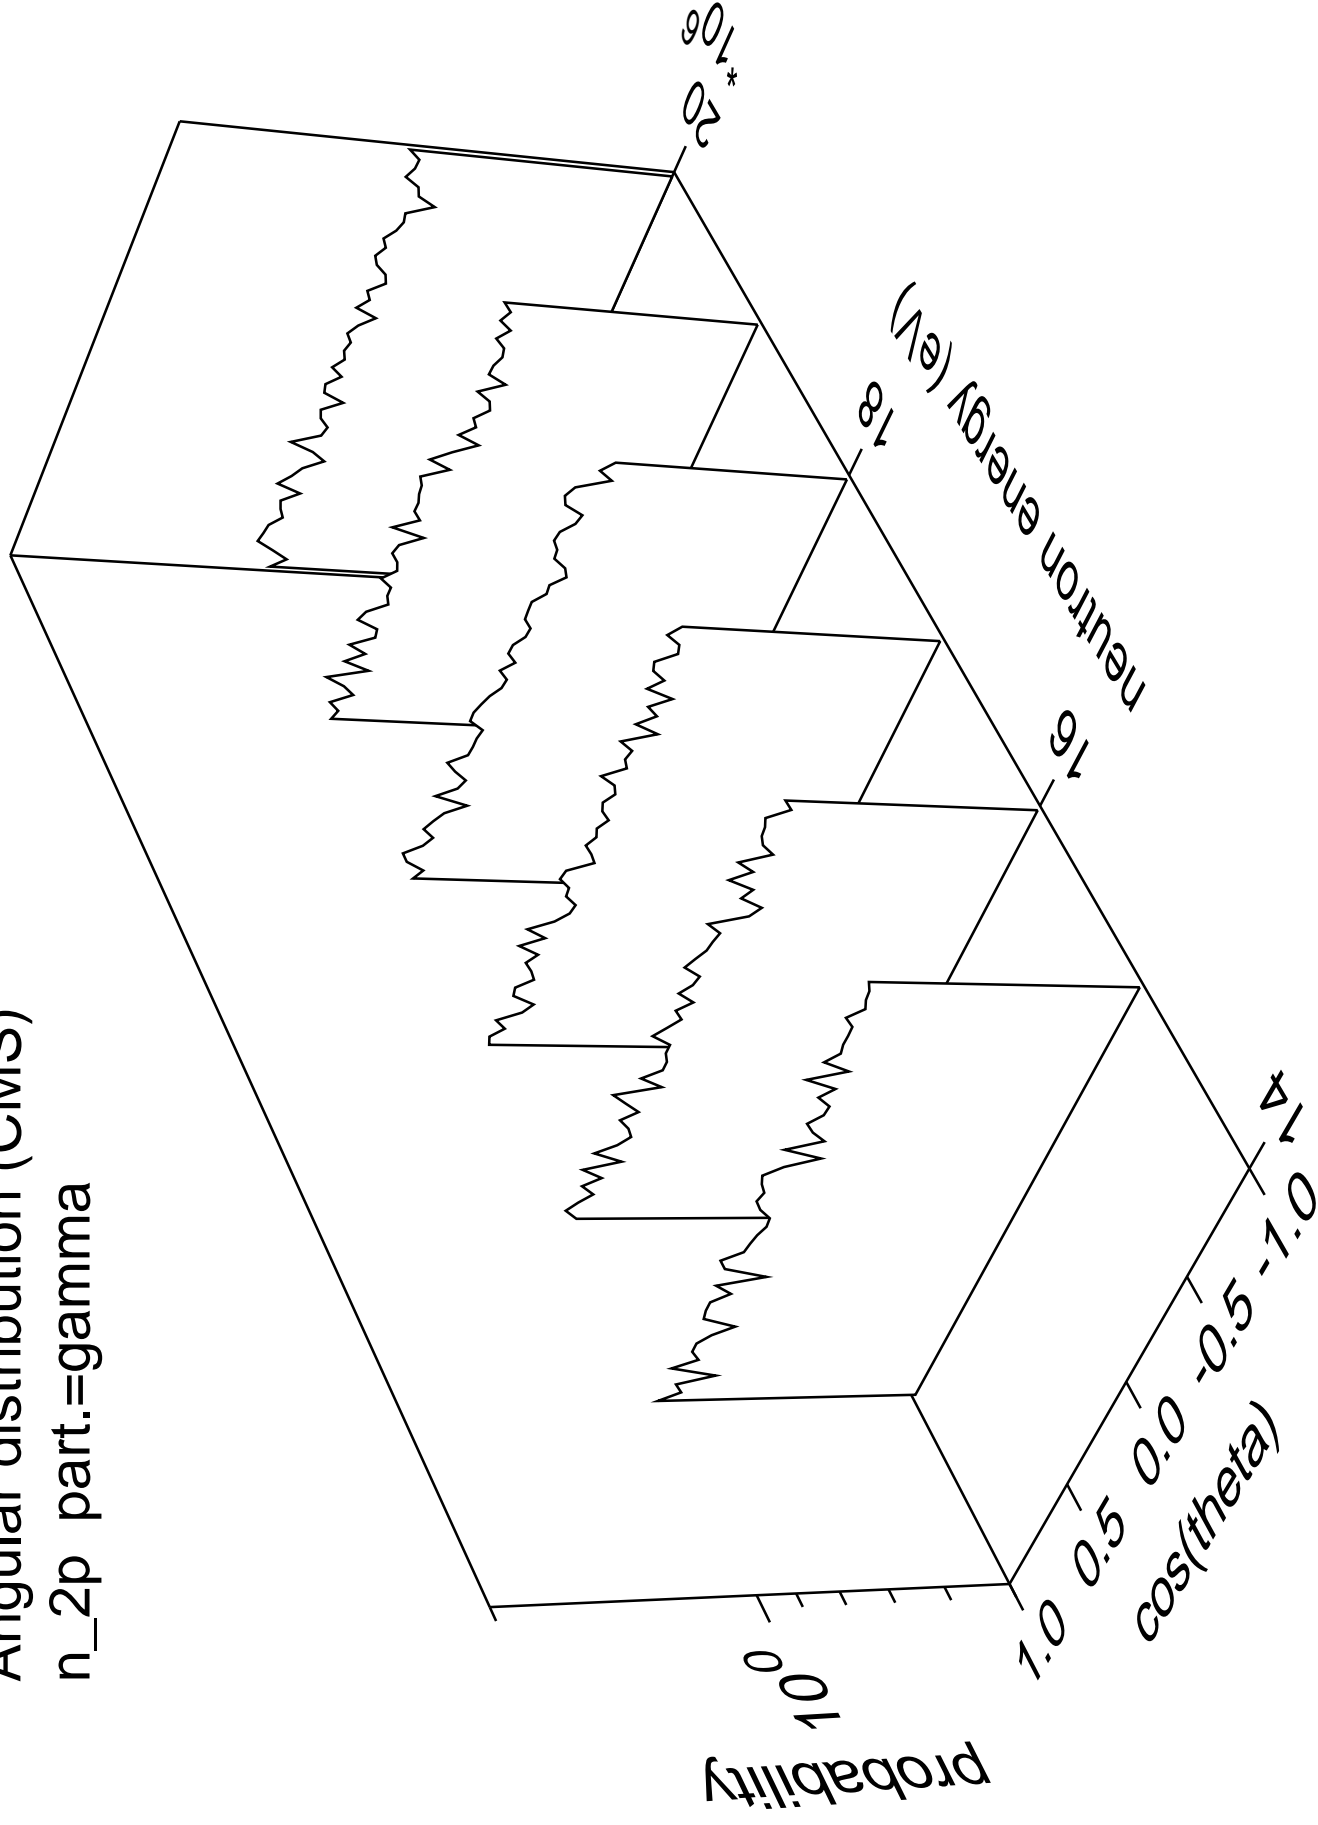 Angular distribution (CMS)
n_2p part.=gamma
probability
10 0
1.0 0.5 0.0 -0.5 -1.0
cos(theta)
14 16 18 20
* 10 6
neutron energy (eV)